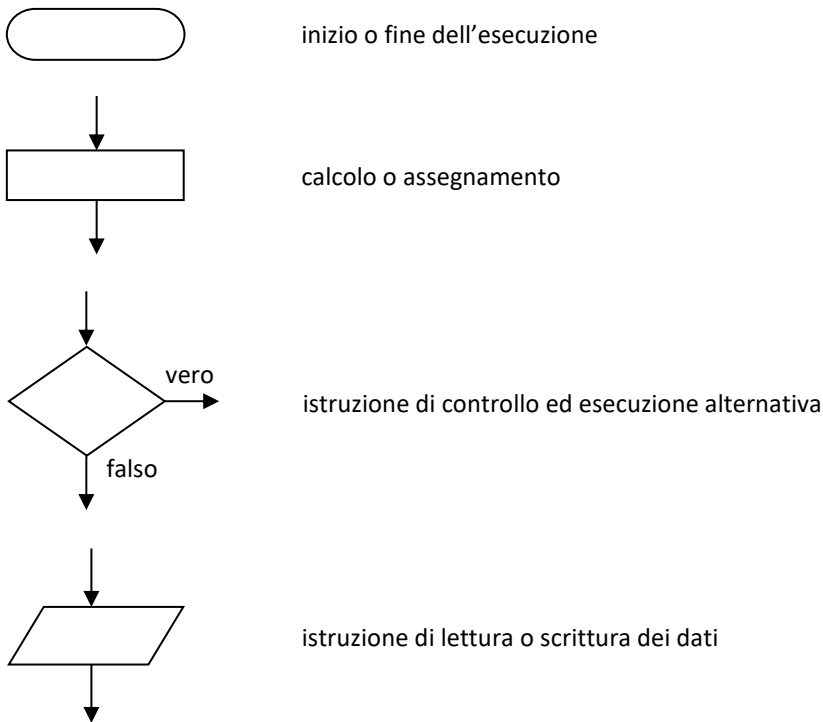 inizio o fine dell’esecuzione
calcolo o assegnamento
vero
istruzione di controllo ed esecuzione alternativa
falso
istruzione di lettura o scrittura dei dati